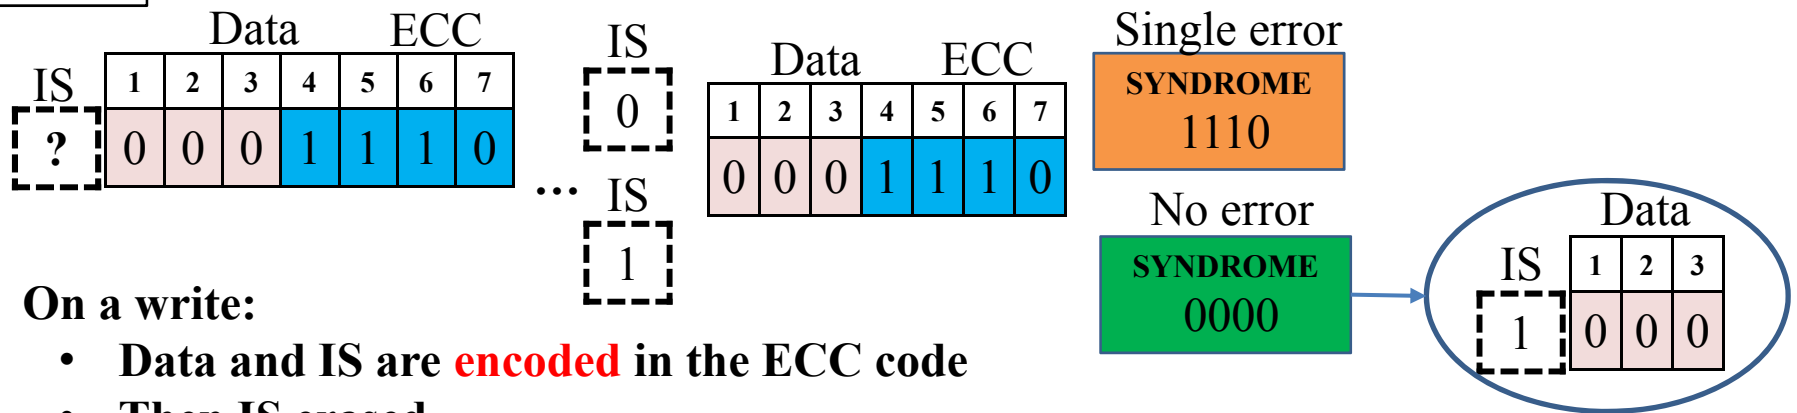 Data ECC
IS
1 2 3 4 5 6 7
? 0 0 0 1 1 1 0
...
IS
0
IS
1
Data ECC
1 2 3 4 5 6 7
0 0 0 1 1 1 0
Single error
SYNDROME
1110
No error
SYNDROME
0000
Data
IS
1 2 3
1 0 0 0
On a write:
• Data and IS are encoded in the ECC code
• Then IS erased